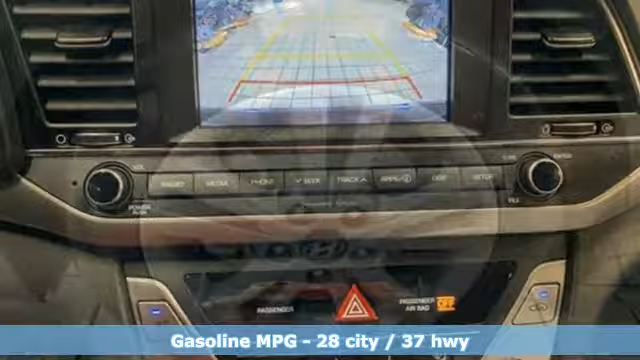 VOL TUNE ENTER
RADIO MEDIA PHONE SEEK TRACK APPS DISP SETUP
POWER PUSH FILE
PASSENGER PASSENGER
AIR BAG OFF
Gasoline MPG - 28 city / 37 hwy